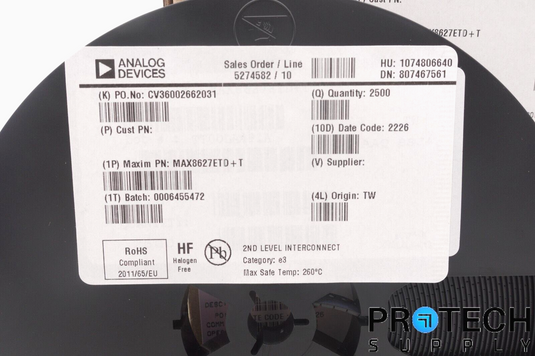 ANALOG
DEVICES
Sales Order / Line
5274582 / 10
HU: 1074806640
DN: 807467561
(K) PO.No: CV36002662031
(Q) Quantity: 2500
(P) Cust PN:
(10D) Date Code: 2226
(1P) Maxim PN: MAX8627ETD+T
(V) Supplier:
(1T) Batch: 0006455472
(4L) Origin: TW
RoHS
Compliant
2011/65/EU
HF
Halogen
Free
Pb
2ND LEVEL INTERCONNECT
Category: e3
Max Safe Temp: 260°C
PROTECH
SUPPLY